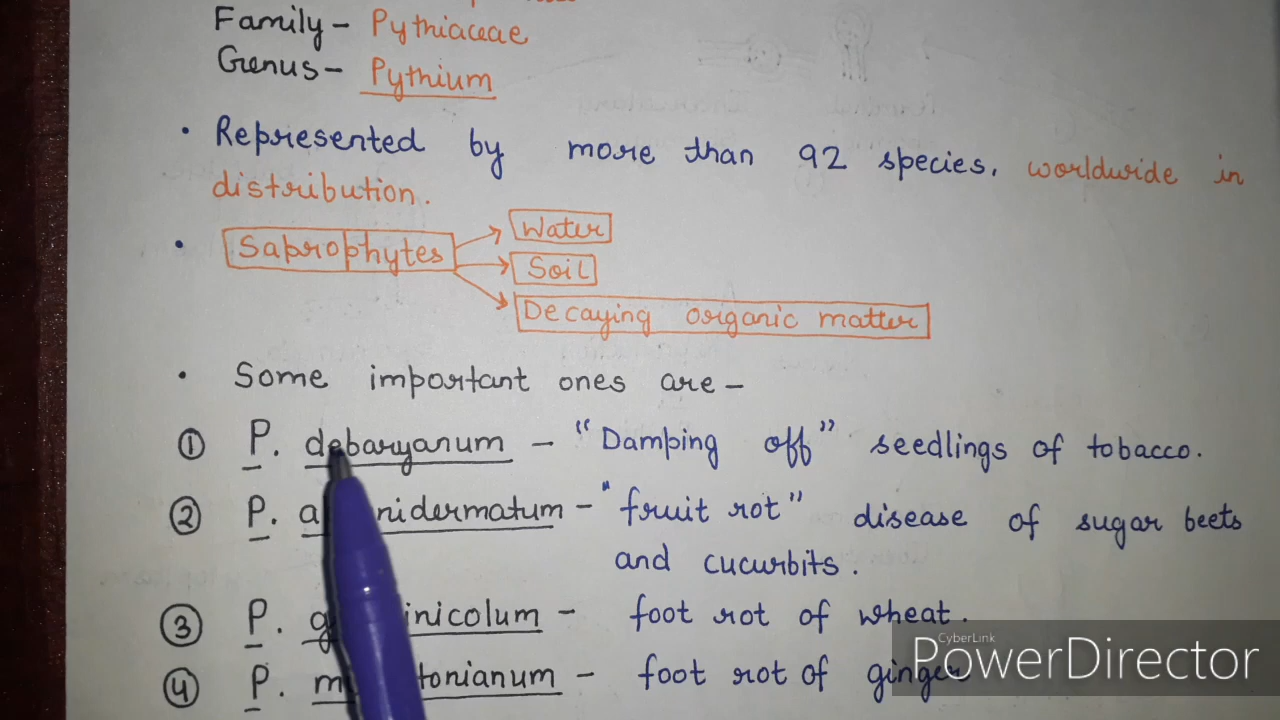 Family - Pythiaceae
Genus - Pythium
• Represented by more than 92 species, worldwide in
distribution.
• Saprophytes
Water
Soil
Decaying organic matter
• Some important ones are -
① P. debaryanum - "Damping off" seedlings of tobacco.
② P. - "fruit rot" disease of sugar beets
and cucurbits.
③ P. - foot rot of wheat.
④ P. - foot rot of ginger
CyberLink
PowerDirector